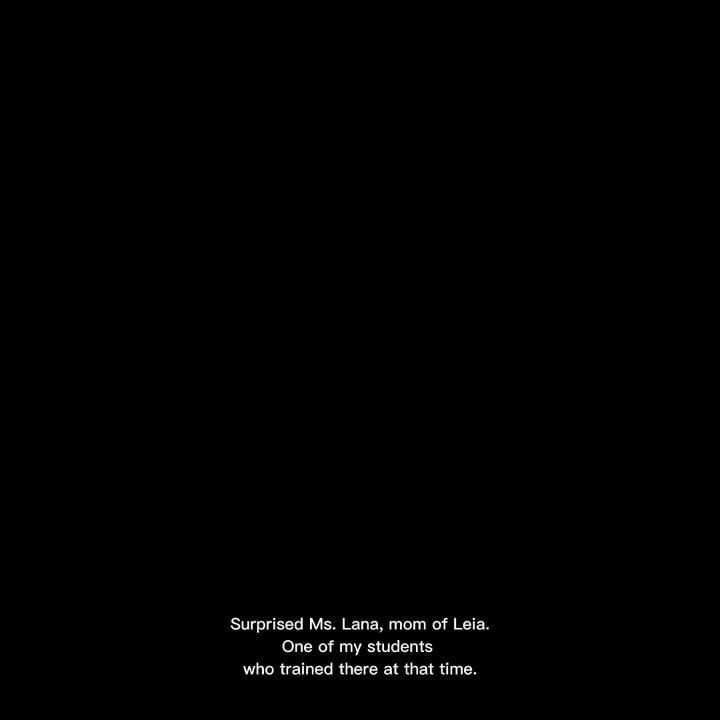 Surprised Ms. Lana, mom of Leia.
One of my students
who trained there at that time.